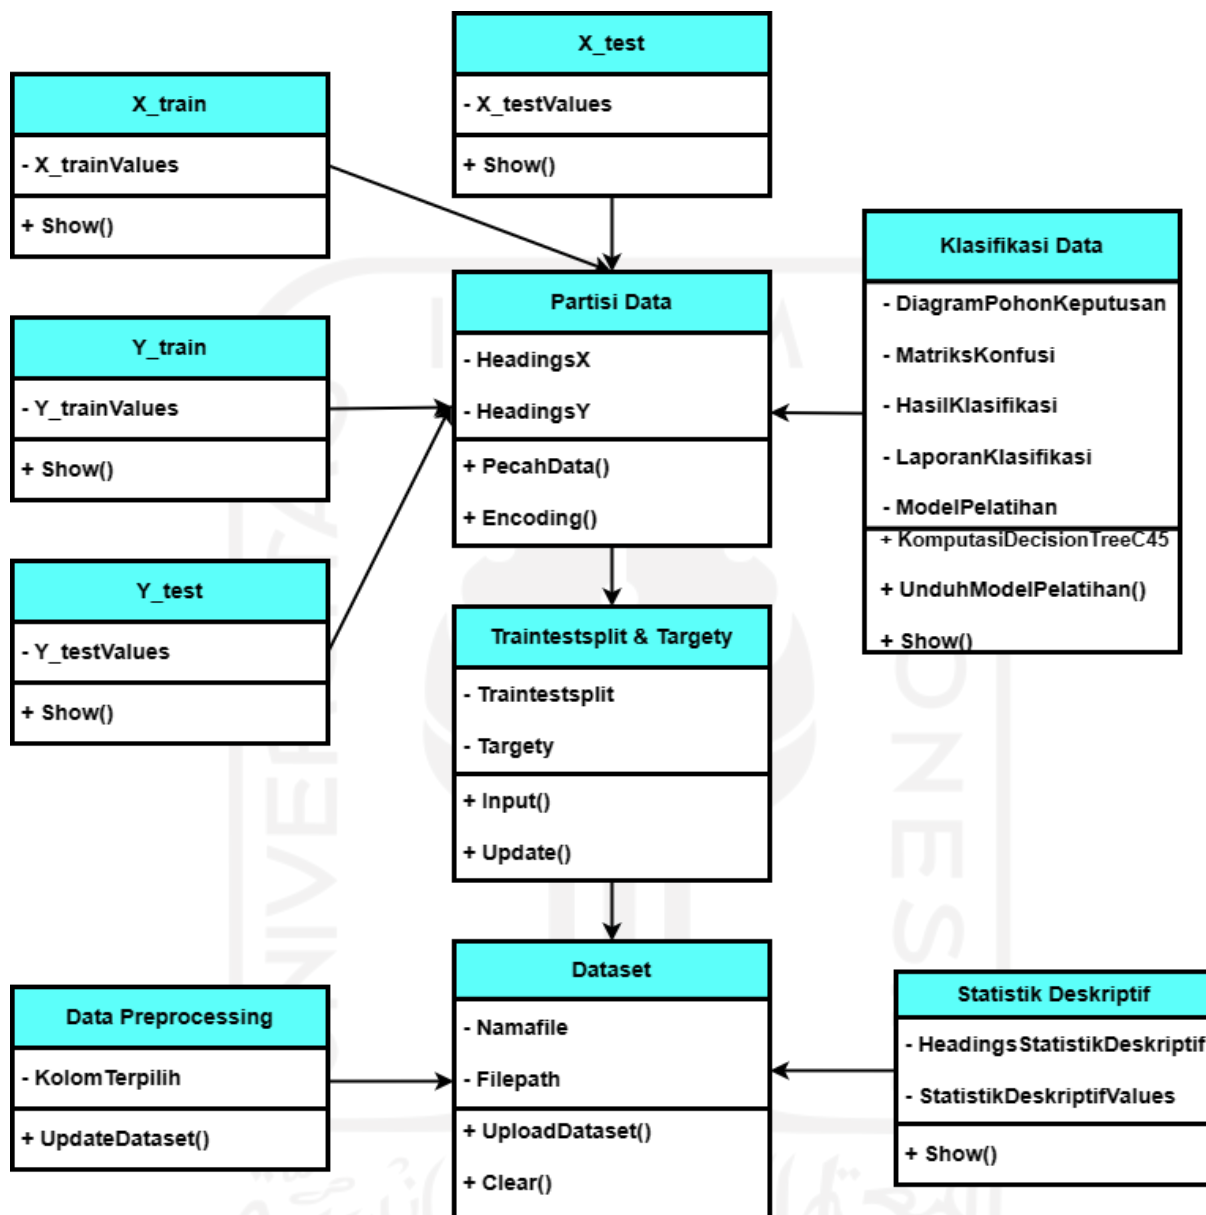 X_test
- X_testValues
+ Show()
X_train
- X_trainValues
+ Show()
Partisi Data
- HeadingsX
- HeadingsY
+ PecahData()
+ Encoding()
Klasifikasi Data
- DiagramPohonKeputusan
- MatriksKonfusi
- HasilKlasifikasi
- LaporanKlasifikasi
- ModelPelatihan
+ KomputasiDecisionTreeC45
+ UnduhModelPelatihan()
+ Show()
Y_train
- Y_trainValues
+ Show()
Y_test
- Y_testValues
+ Show()
Traintestsplit & Targety
- Traintestsplit
- Targety
+ Input()
+ Update()
Data Preprocessing
- KolomTerpilih
+ UpdateDataset()
Dataset
- Namafile
- Filepath
+ UploadDataset()
+ Clear()
Statistik Deskriptif
- HeadingsStatistikDeskriptif
- StatistikDeskriptifValues
+ Show()